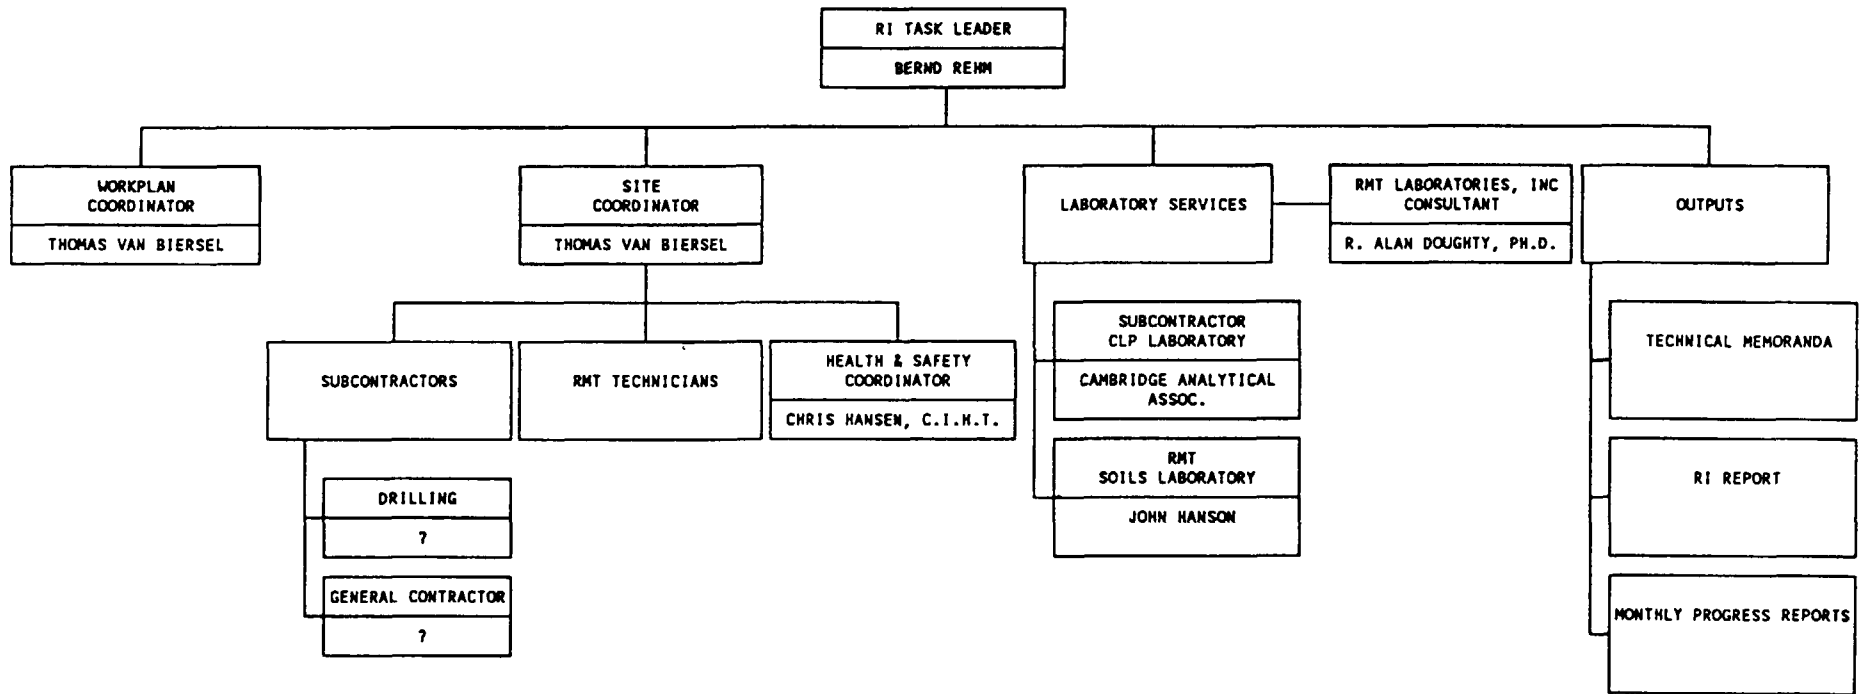 RI TASK LEADER
BERND REHM
WORKPLAN
COORDINATOR
THOMAS VAN BIERSEL
SITE
COORDINATOR
THOMAS VAN BIERSEL
LABORATORY SERVICES
RMT LABORATORIES, INC
CONSULTANT
R. ALAN DOUGHTY, PH.D.
OUTPUTS
SUBCONTRACTORS
RMT TECHNICIANS
HEALTH & SAFETY
COORDINATOR
CHRIS HANSEN, C.I.H.T.
DRILLING
?
GENERAL CONTRACTOR
?
SUBCONTRACTOR
CLP LABORATORY
CAMBRIDGE ANALYTICAL
ASSOC.
RMT
SOILS LABORATORY
JOHN HANSON
TECHNICAL MEMORANDA
RI REPORT
MONTHLY PROGRESS REPORTS